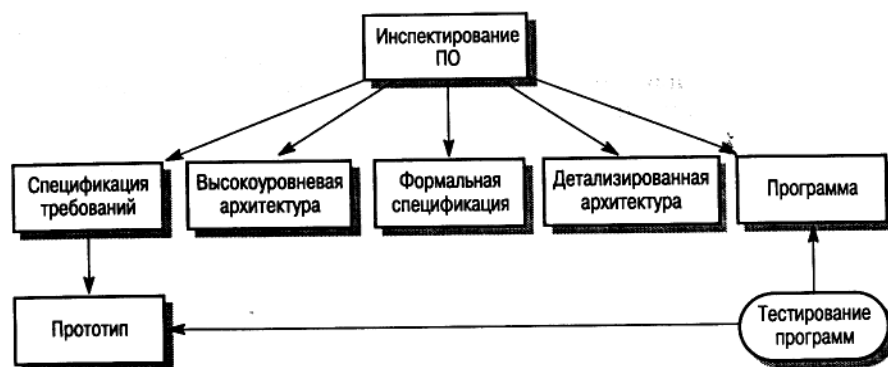 Инспектирование
ПО
Спецификация
требований
Высокоуровневая
архитектура
Формальная
спецификация
Детализированная
архитектура
Программа
Прототип
Тестирование
программ